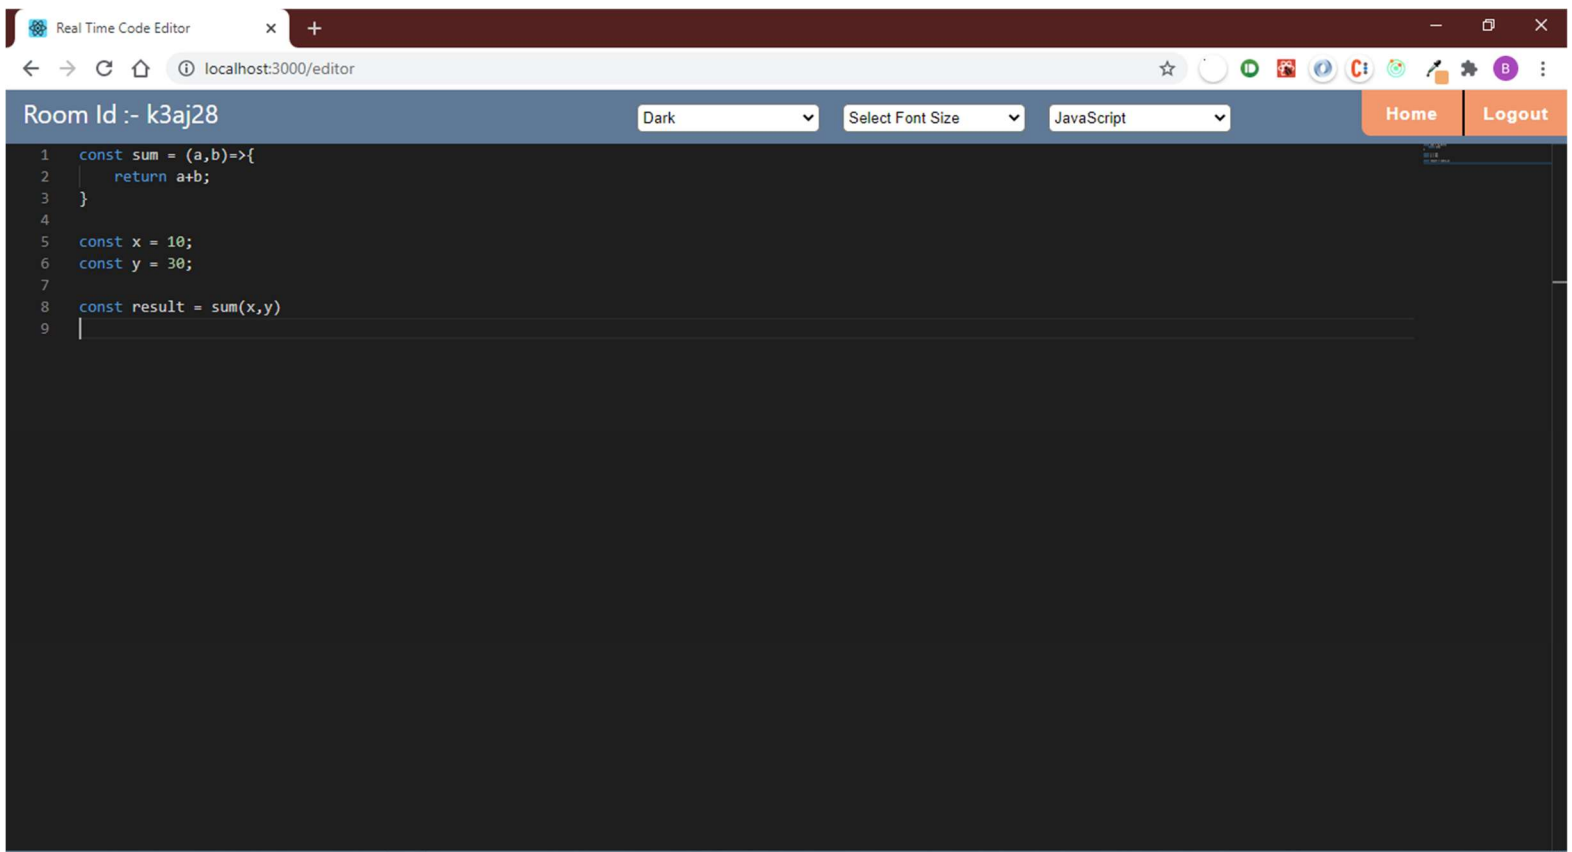 Real Time Code Editor
localhost:3000/editor
B
Room Id :- k3aj28
Dark
Select Font Size
JavaScript
Home
Logout
1 const sum = (a,b)=>{
2 return a+b;
3 }
4
5 const x = 10;
6 const y = 30;
7
8 const result = sum(x,y)
9